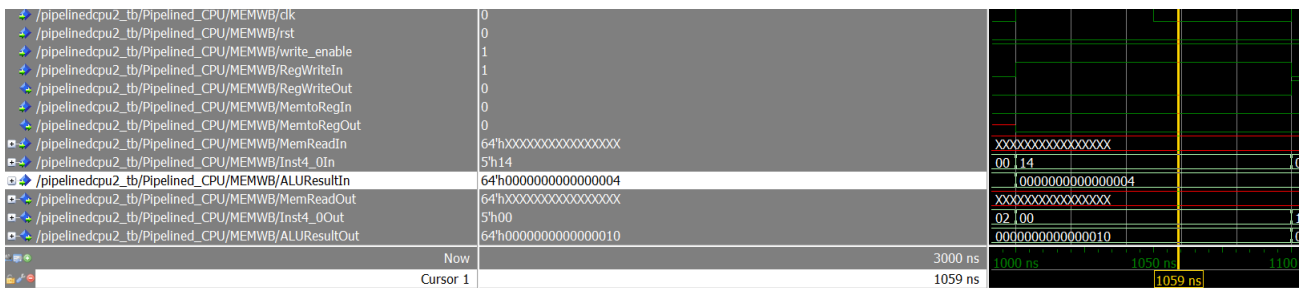 /pipelinedcpu2_tb/Pipelined_CPU/MEMWB/clk 0
/pipelinedcpu2_tb/Pipelined_CPU/MEMWB/rst 0
/pipelinedcpu2_tb/Pipelined_CPU/MEMWB/write_enable 1
/pipelinedcpu2_tb/Pipelined_CPU/MEMWB/RegWriteIn 1
/pipelinedcpu2_tb/Pipelined_CPU/MEMWB/RegWriteOut 0
/pipelinedcpu2_tb/Pipelined_CPU/MEMWB/MemtoRegIn 0
/pipelinedcpu2_tb/Pipelined_CPU/MEMWB/MemtoRegOut 0
/pipelinedcpu2_tb/Pipelined_CPU/MEMWB/MemReadIn 64'hXXXXXXXXXXXXXXXX XXXXXXXXXXXXXXXX
/pipelinedcpu2_tb/Pipelined_CPU/MEMWB/Inst4_0In 5'h14 00 14
/pipelinedcpu2_tb/Pipelined_CPU/MEMWB/ALUResultIn 64'h0000000000000004 0000000000000004
/pipelinedcpu2_tb/Pipelined_CPU/MEMWB/MemReadOut 64'hXXXXXXXXXXXXXXXX XXXXXXXXXXXXXXXX
/pipelinedcpu2_tb/Pipelined_CPU/MEMWB/Inst4_0Out 5'h00 02 00
/pipelinedcpu2_tb/Pipelined_CPU/MEMWB/ALUResultOut 64'h0000000000000010 0000000000000010
Now 3000 ns 1000 ns 1050 ns 1100
Cursor 1 1059 ns 1059 ns